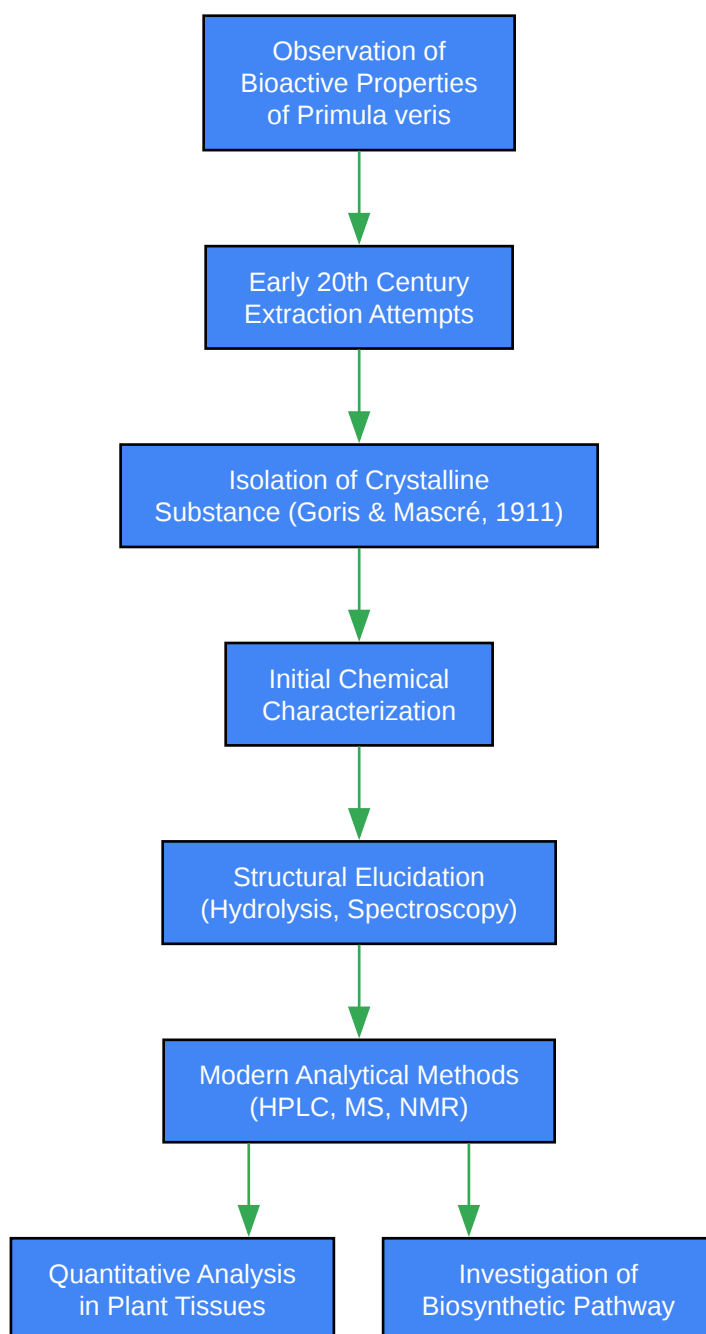 Observation of
Bioactive Properties
of Primula veris
Early 20th Century
Extraction Attempts
Isolation of Crystalline
Substance (Goris & Mascré, 1911)
Initial Chemical
Characterization
Structural Elucidation
(Hydrolysis, Spectroscopy)
Modern Analytical Methods
(HPLC, MS, NMR)
Quantitative Analysis
in Plant Tissues
Investigation of
Biosynthetic Pathway